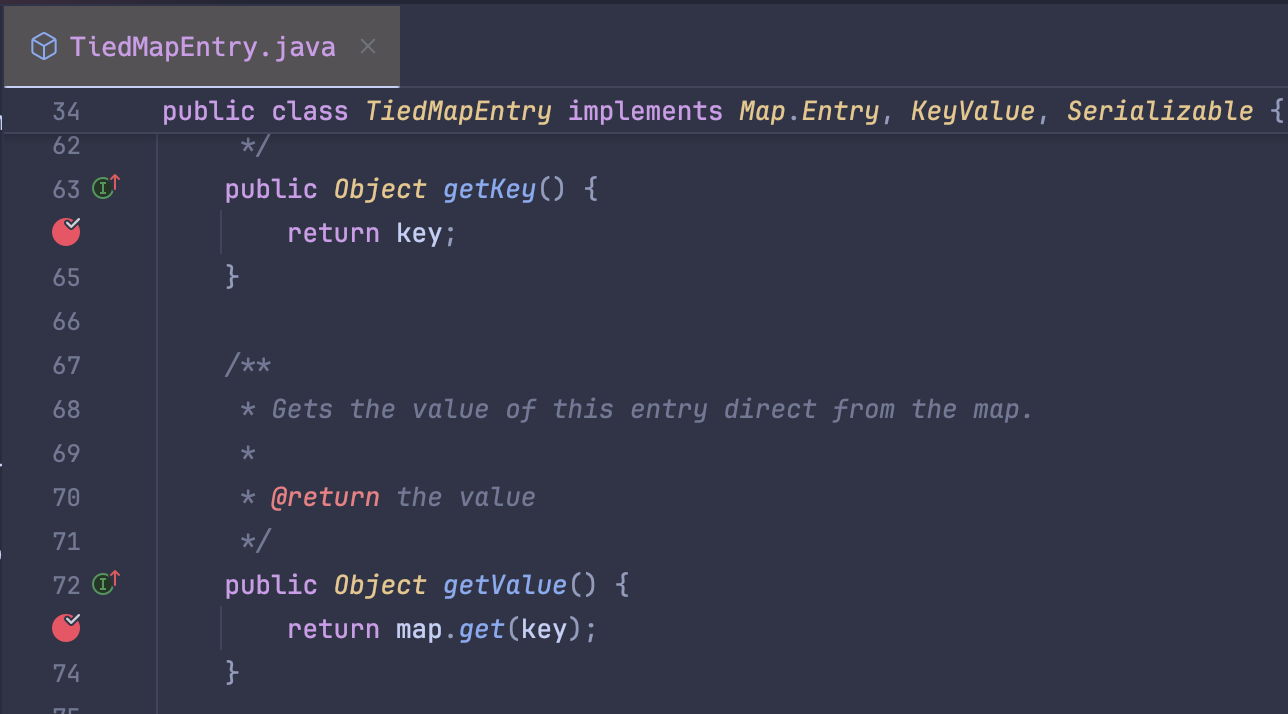 TiedMapEntry.java
34 public class TiedMapEntry implements Map.Entry, KeyValue, Serializable {
62 */
63 public Object getKey() {
return key;
65 }
66
67 /**
68 * Gets the value of this entry direct from the map.
69 *
70 * @return the value
71 */
72 public Object getValue() {
return map.get(key);
74 }
75